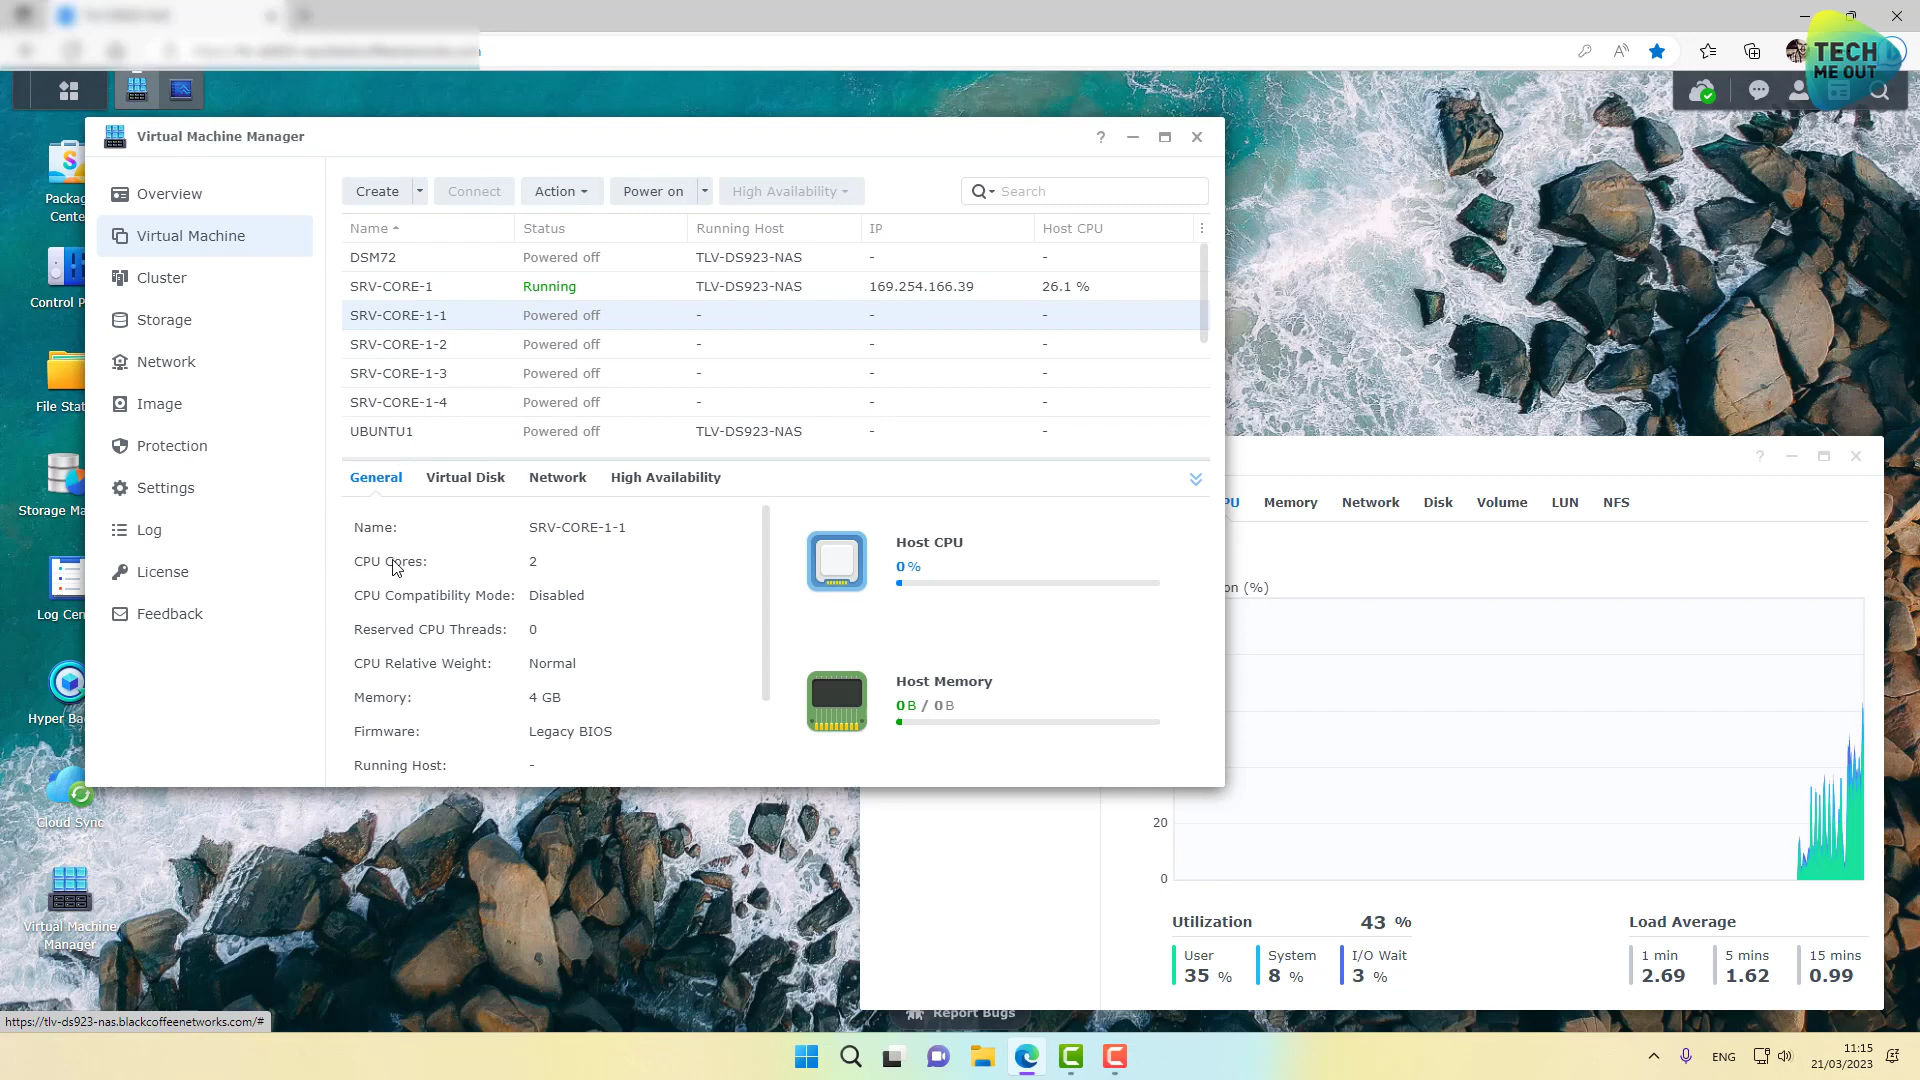 TECH
ME OUT
Virtual Machine Manager
Overview
Virtual Machine
Cluster
Storage
Network
Image
Protection
Settings
Log
License
Feedback
Create
Connect
Action
Power on
High Availability
Search
Name Status Running Host IP Host CPU
DSM72 Powered off TLV-DS923-NAS - -
SRV-CORE-1 Running TLV-DS923-NAS 169.254.166.39 26.1 %
SRV-CORE-1-1 Powered off - - -
SRV-CORE-1-2 Powered off - - -
SRV-CORE-1-3 Powered off - - -
SRV-CORE-1-4 Powered off - - -
UBUNTU1 Powered off TLV-DS923-NAS - -
General Virtual Disk Network High Availability
Name: SRV-CORE-1-1
CPU Cores: 2
CPU Compatibility Mode: Disabled
Reserved CPU Threads: 0
CPU Relative Weight: Normal
Memory: 4 GB
Firmware: Legacy BIOS
Running Host: -
Host CPU
0 %
Host Memory
0 B / 0 B
Packag
Cente
Control P
File Stat
Storage Ma
Log Cen
Hyper Ba
Cloud Sync
Virtual Machine
Manager
PU Memory Network Disk Volume LUN NFS
on (%)
20
0
Utilization 43 %
User
35 %
System
8 %
I/O Wait
3 %
Load Average
1 min
2.69
5 mins
1.62
15 mins
0.99
Report Bugs
https://tlv-ds923-nas.blackcoffeenetworks.com/#
ENG
11:15
21/03/2023